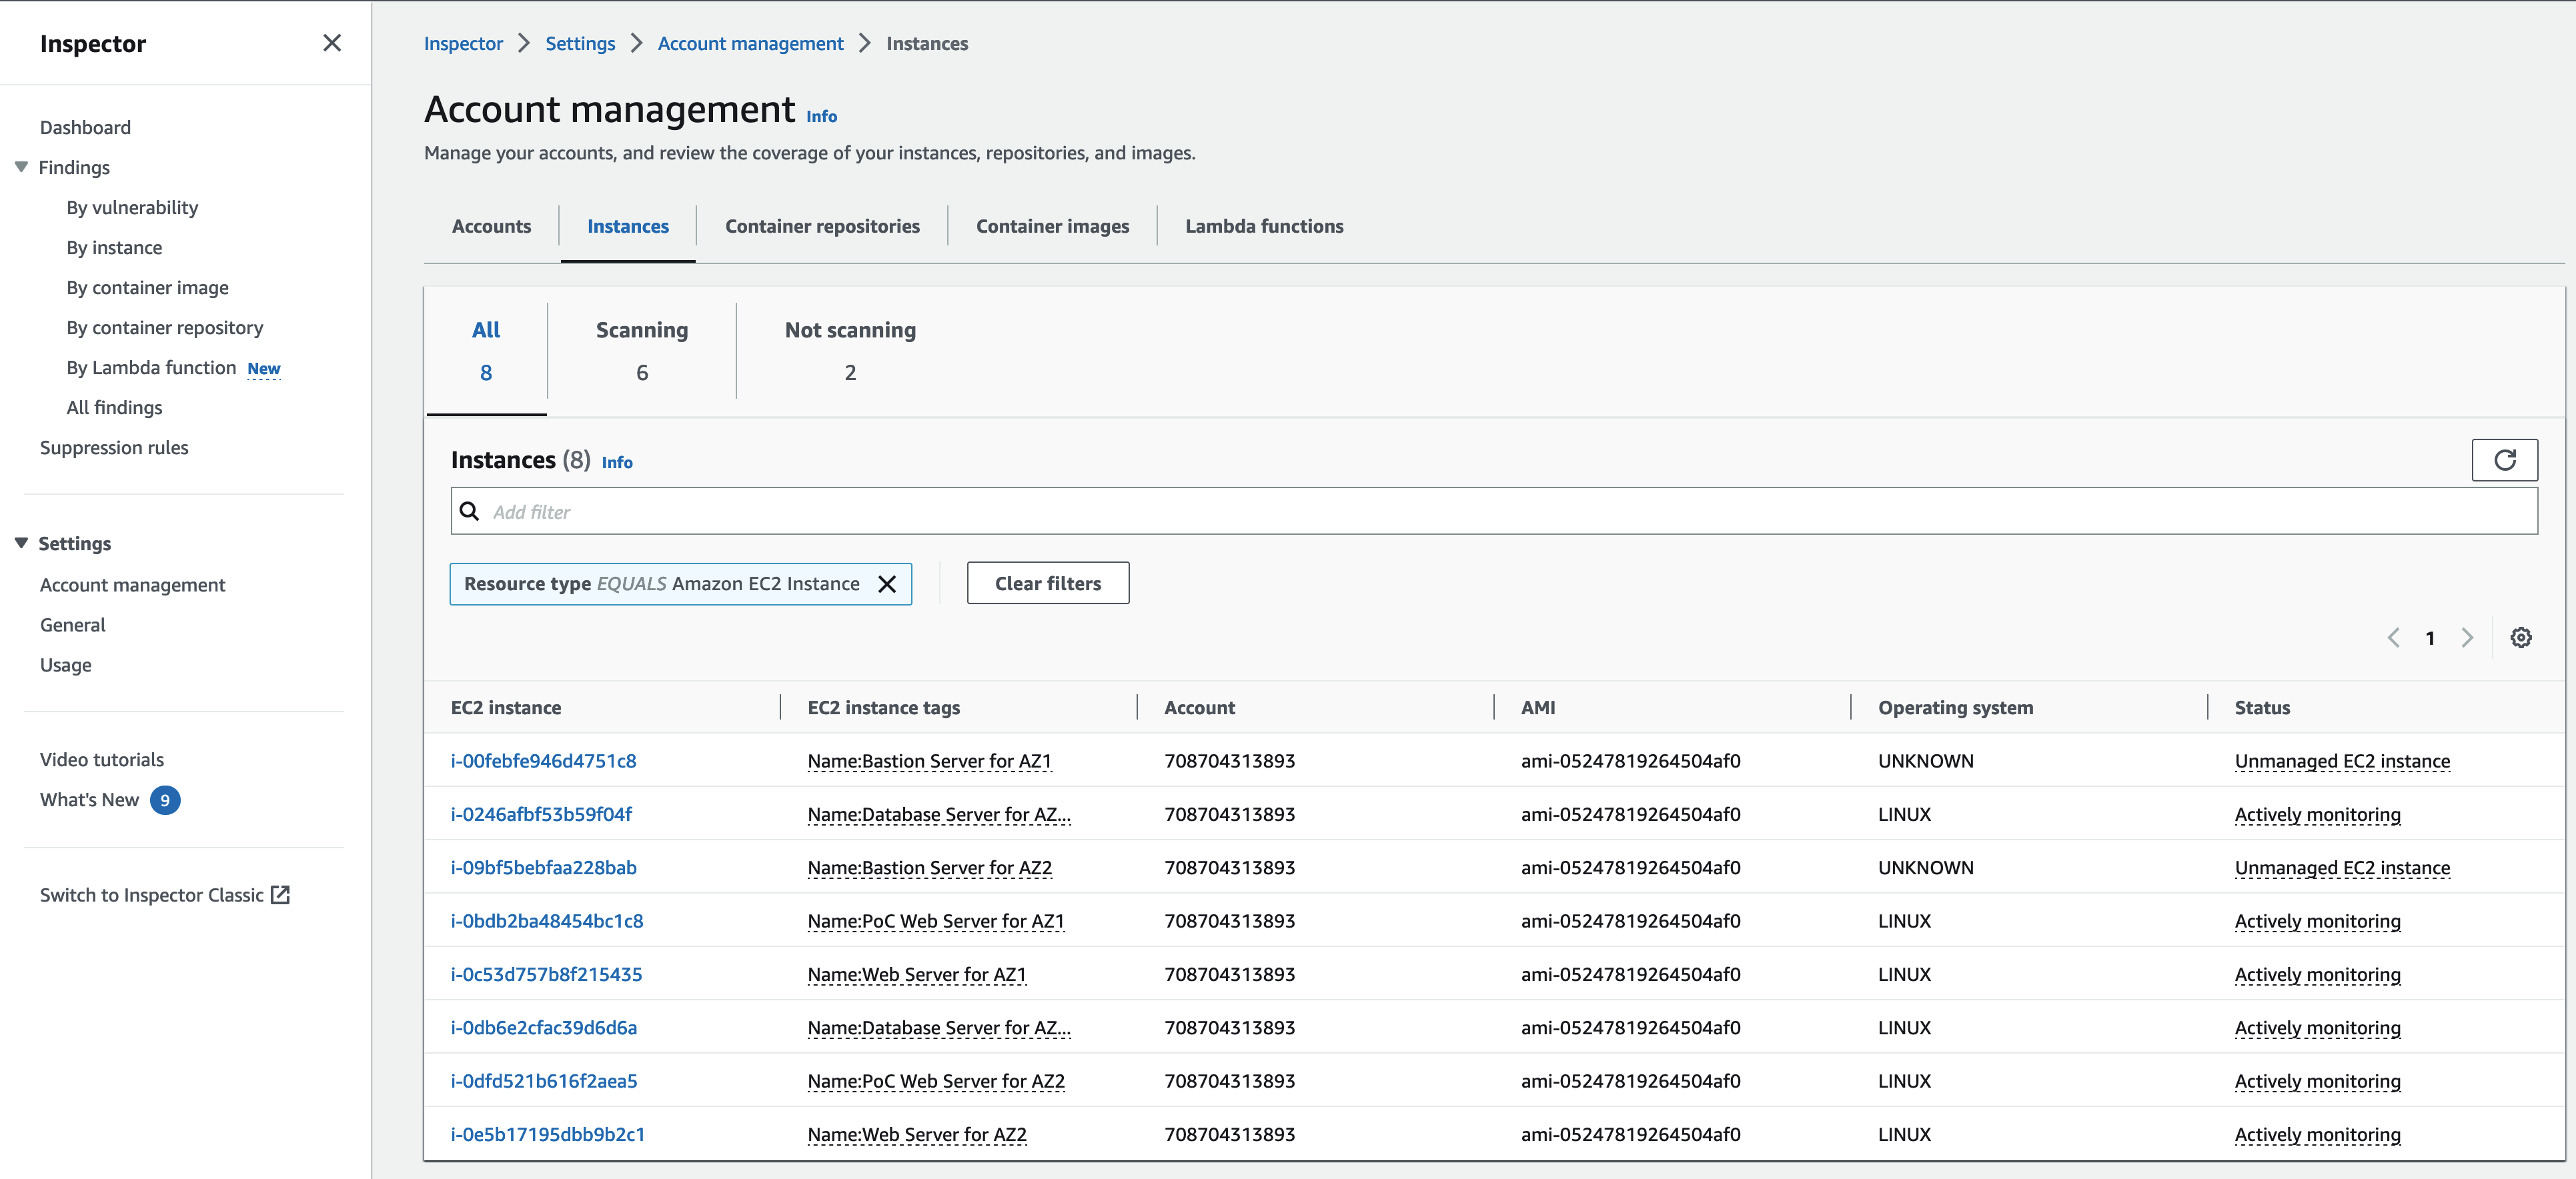 Inspector
Dashboard
Findings
By vulnerability
By instance
By container image
By container repository
By Lambda function New
All findings
Suppression rules
Settings
Account management
General
Usage
Video tutorials
What's New 9
Switch to Inspector Classic
Inspector Settings Account management Instances
Account management Info
Manage your accounts, and review the coverage of your instances, repositories, and images.
Accounts Instances Container repositories Container images Lambda functions
All Scanning Not scanning
8 6 2
Instances (8) Info
Add filter
Resource type EQUALS Amazon EC2 Instance Clear filters
1
EC2 instance EC2 instance tags Account AMI Operating system Status
i-00febfe946d4751c8 Name:Bastion Server for AZ1 708704313893 ami-05247819264504af0 UNKNOWN Unmanaged EC2 instance
i-0246afbf53b59f04f Name:Database Server for AZ... 708704313893 ami-05247819264504af0 LINUX Actively monitoring
i-09bf5bebfaa228bab Name:Bastion Server for AZ2 708704313893 ami-05247819264504af0 UNKNOWN Unmanaged EC2 instance
i-0bdb2ba48454bc1c8 Name:PoC Web Server for AZ1 708704313893 ami-05247819264504af0 LINUX Actively monitoring
i-0c53d757b8f215435 Name:Web Server for AZ1 708704313893 ami-05247819264504af0 LINUX Actively monitoring
i-0db6e2cfac39d6d6a Name:Database Server for AZ... 708704313893 ami-05247819264504af0 LINUX Actively monitoring
i-0dfd521b616f2aea5 Name:PoC Web Server for AZ2 708704313893 ami-05247819264504af0 LINUX Actively monitoring
i-0e5b17195dbb9b2c1 Name:Web Server for AZ2 708704313893 ami-05247819264504af0 LINUX Actively monitoring